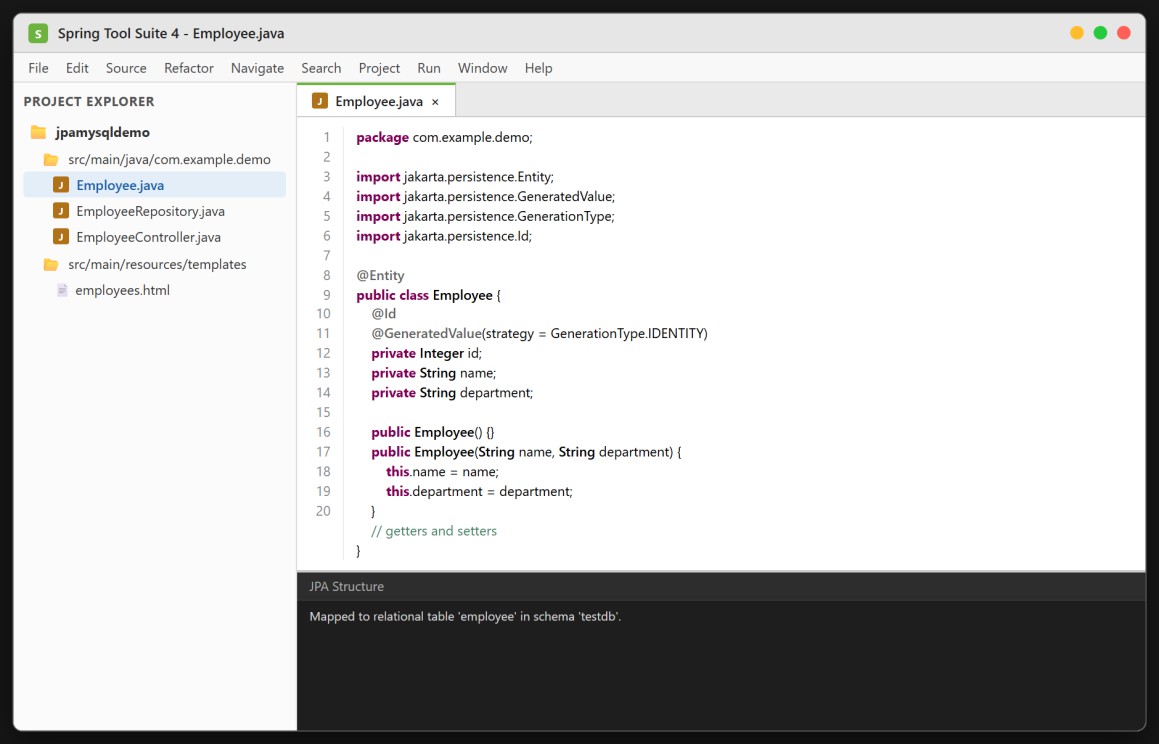 S Spring Tool Suite 4 - Employee.java
File Edit Source Refactor Navigate Search Project Run Window Help
PROJECT EXPLORER
jpamysqldemo
src/main/java/com.example.demo
J Employee.java
J EmployeeRepository.java
J EmployeeController.java
src/main/resources/templates
employees.html
J Employee.java ×
1 package com.example.demo;
2
3 import jakarta.persistence.Entity;
4 import jakarta.persistence.GeneratedValue;
5 import jakarta.persistence.GenerationType;
6 import jakarta.persistence.Id;
7
8 @Entity
9 public class Employee {
10 @Id
11 @GeneratedValue(strategy = GenerationType.IDENTITY)
12 private Integer id;
13 private String name;
14 private String department;
15
16 public Employee() {}
17 public Employee(String name, String department) {
18 this.name = name;
19 this.department = department;
20 }
// getters and setters
}
JPA Structure
Mapped to relational table 'employee' in schema 'testdb'.